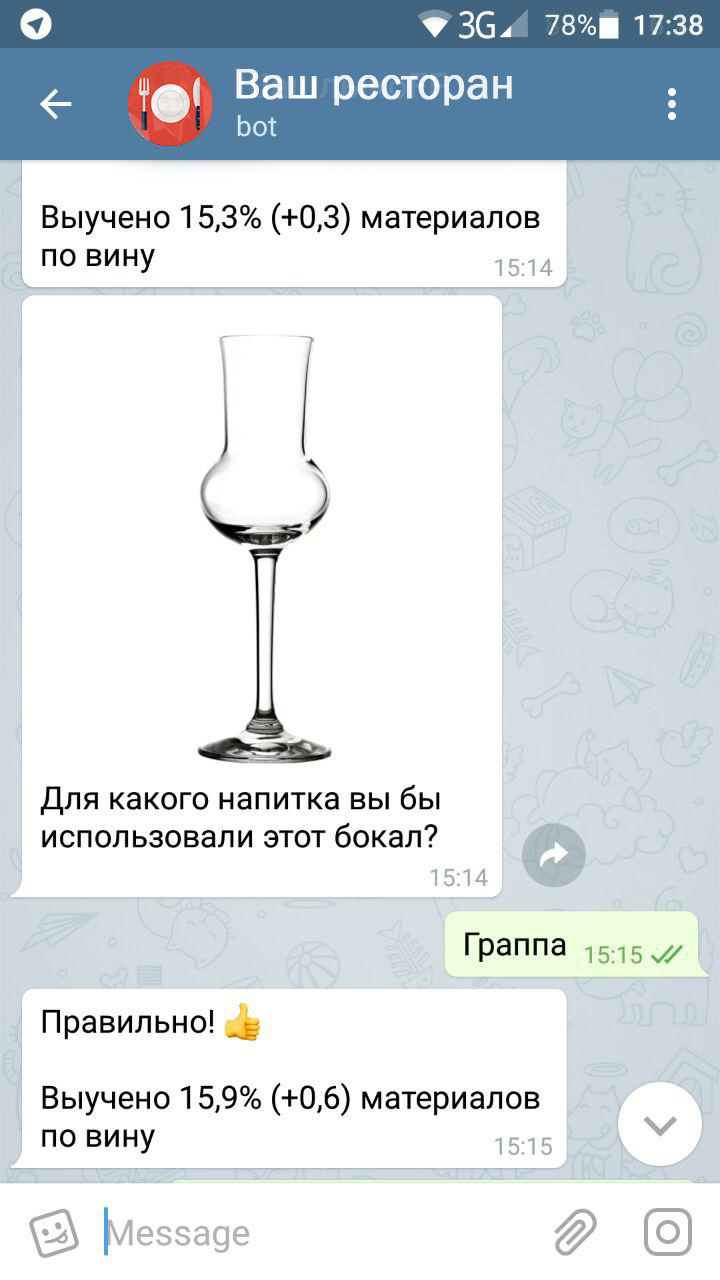 3G 78% 17:38
Ваш ресторан
bot
Выучено 15,3% (+0,3) материалов
по вину
15:14
Для какого напитка вы бы
использовали этот бокал?
15:14
Граппа 15:15
Правильно! 👍
Выучено 15,9% (+0,6) материалов
по вину
15:15
Message